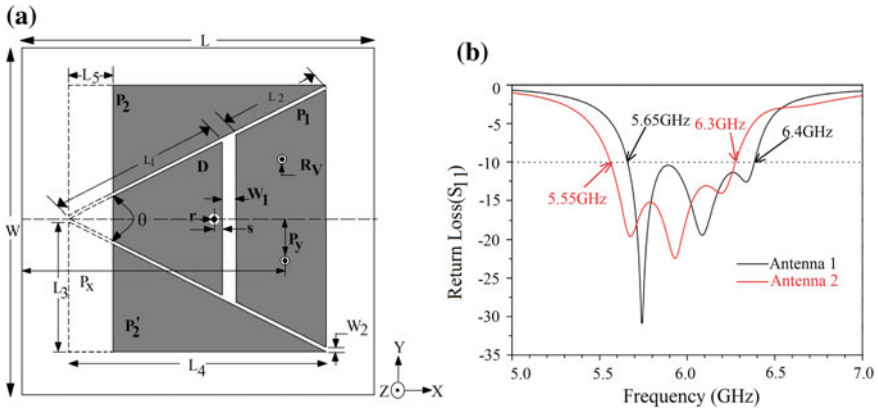 (a)
L
L5
P2
L2
P1
D
L1
RV
W1
W
r
θ
s
Py
Px
L3
P2'
W2
L4
Y
Z
X
(b)
0
-5
-10
-15
-20
-25
-30
-35
Return Loss(S11)
5.65GHz
6.3GHz
6.4GHz
5.55GHz
Antenna 1
Antenna 2
5.0
5.5
6.0
6.5
7.0
Frequency (GHz)